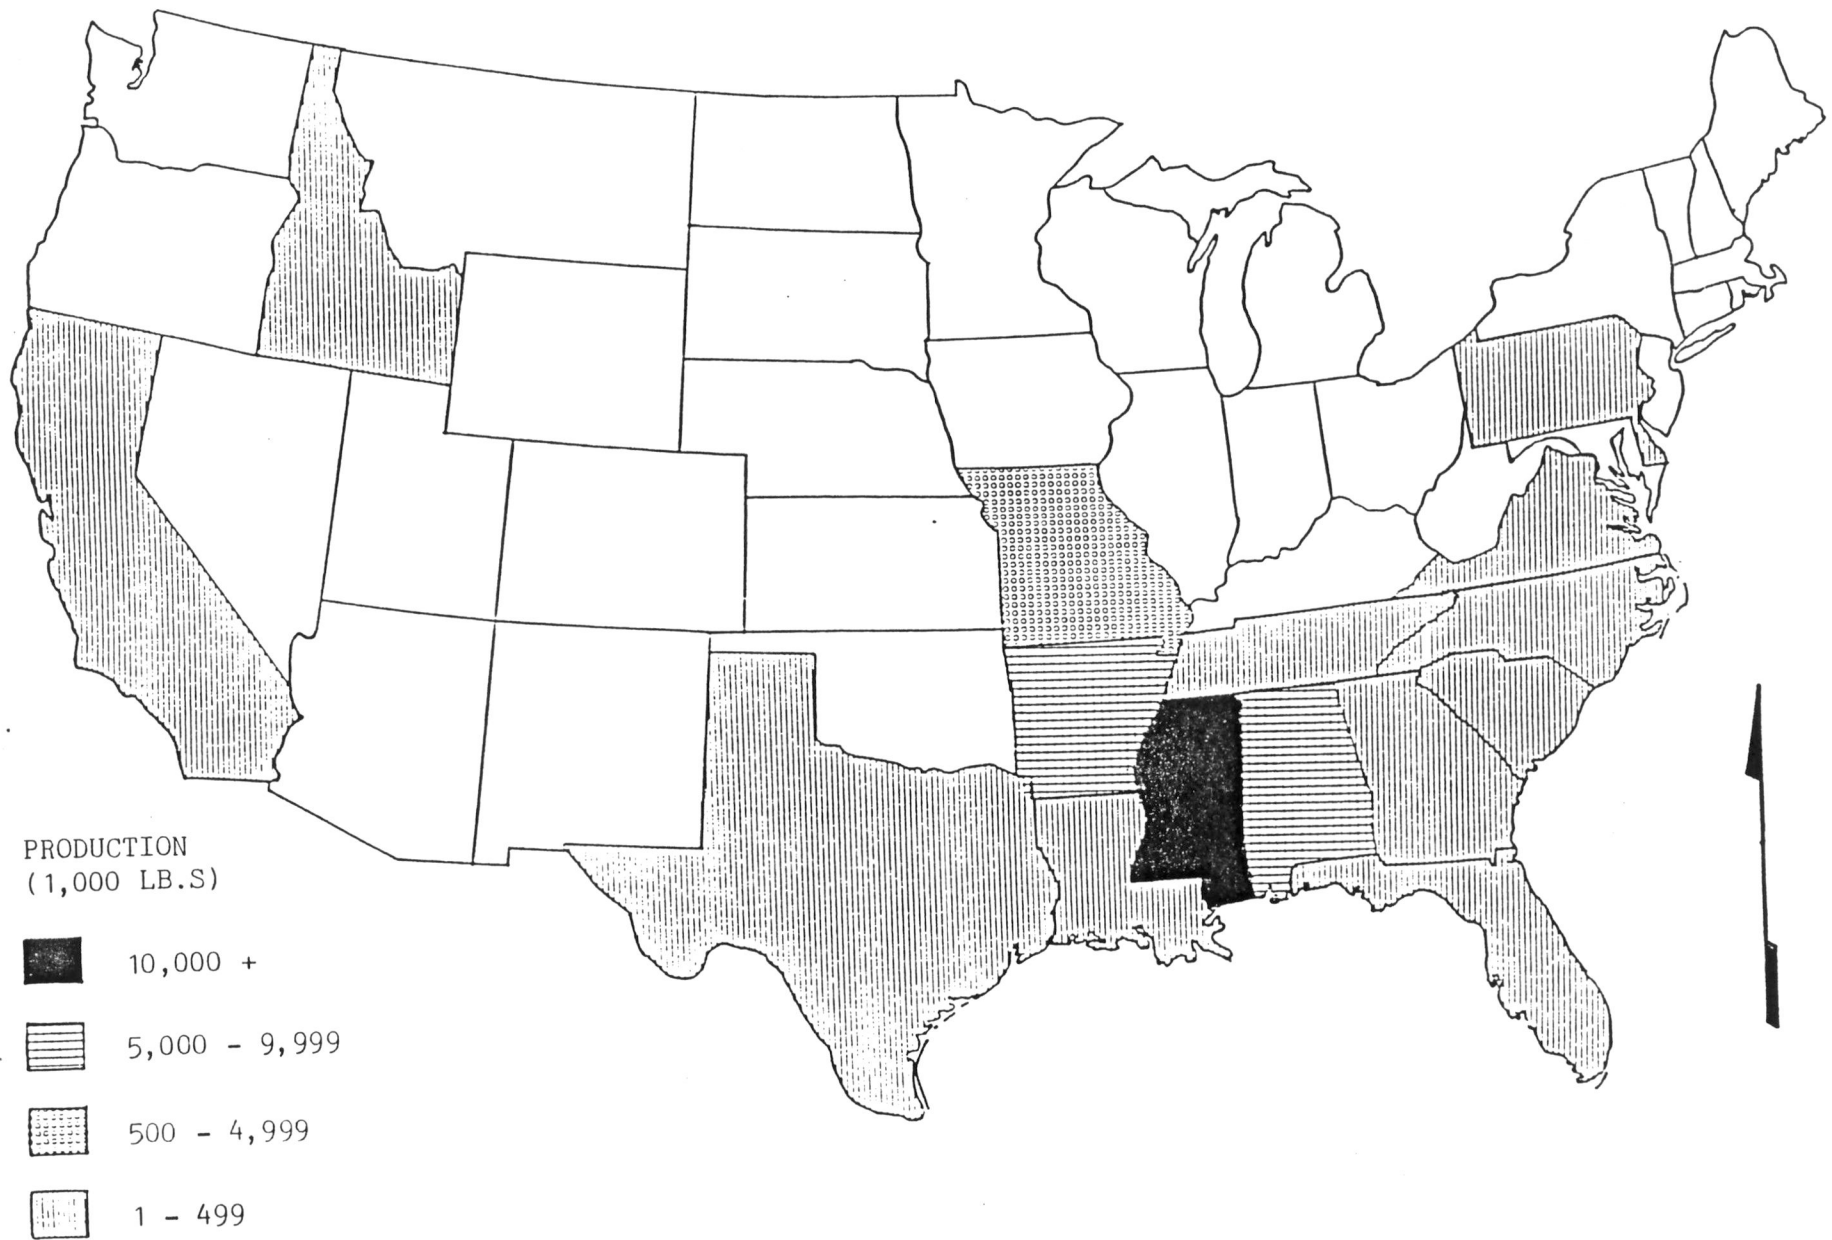 PRODUCTION
(1,000 LB.S)
10,000 +
5,000 - 9,999
500 - 4,999
1 - 499